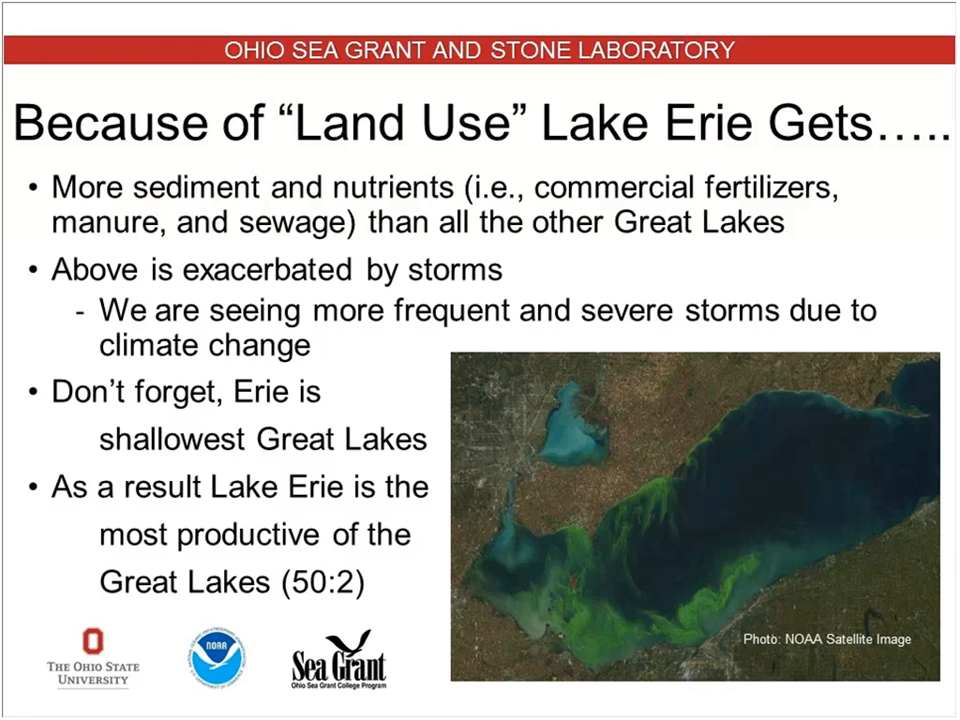 OHIO SEA GRANT AND STONE LABORATORY
Because of “Land Use” Lake Erie Gets…..
• More sediment and nutrients (i.e., commercial fertilizers,
manure, and sewage) than all the other Great Lakes
• Above is exacerbated by storms
- We are seeing more frequent and severe storms due to
climate change
• Don’t forget, Erie is
shallowest Great Lakes
• As a result Lake Erie is the
most productive of the
Great Lakes (50:2)
Photo: NOAA Satellite Image
THE OHIO STATE
UNIVERSITY
NOAA
Sea Grant
Ohio Sea Grant College Program